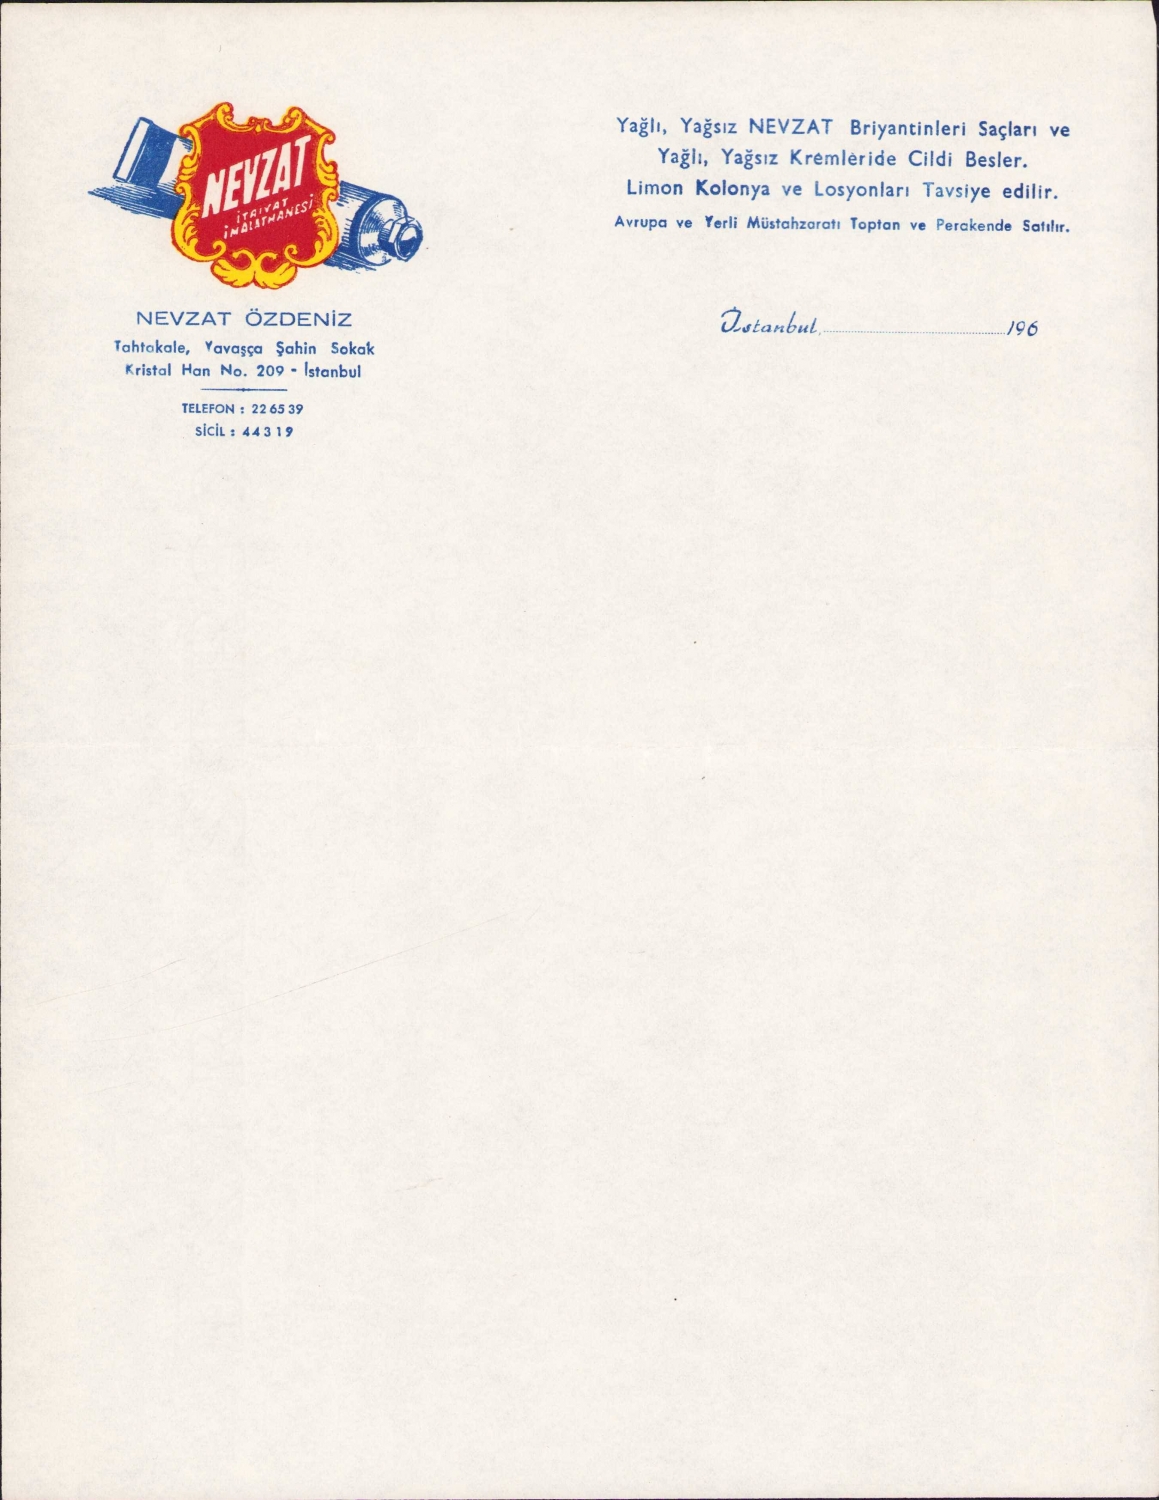 NEVZAT
ITRIYAT
İMALATHANESİ
NEVZAT ÖZDENİZ
Tahtakale, Yavaşça Şahin Sokak
Kristal Han No. 209 - İstanbul
TELEFON : 22 65 39
SİCİL : 44319
Yağlı, Yağsız NEVZAT Briyantinleri Saçları ve
Yağlı, Yağsız Kremleride Cildi Besler.
Limon Kolonya ve Losyonları Tavsiye edilir.
Avrupa ve Yerli Müstahzaratı Toptan ve Perakende Satılır.
İstanbul, 196